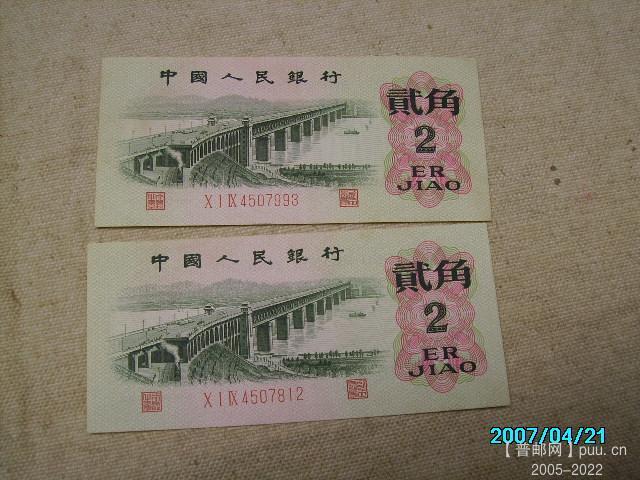 中國人民銀行
貳角
2
ER
JIAO
X I IX 4507993
中國人民銀行
貳角
2
ER
JIAO
X I IX 4507812
2007/04/21
【普邮网】puu.cn
2005-2022